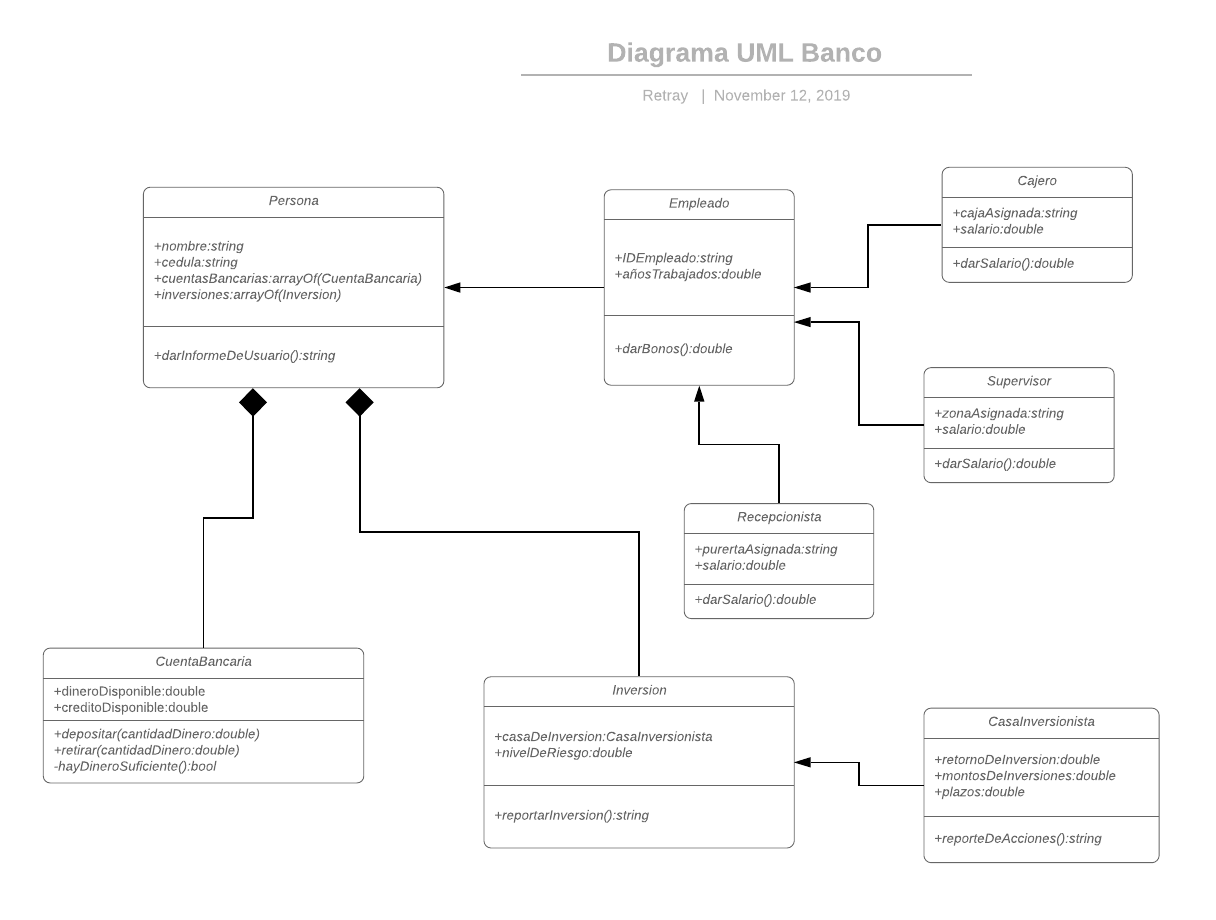 Diagrama UML Banco
Retray | November 12, 2019
Persona
+nombre:string
+cedula:string
+cuentasBancarias:arrayOf(CuentaBancaria)
+inversiones:arrayOf(Inversion)
+darInformeDeUsuario():string
Empleado
+IDEmpleado:string
+añosTrabajados:double
+darBonos():double
Cajero
+cajaAsignada:string
+salario:double
+darSalario():double
Supervisor
+zonaAsignada:string
+salario:double
+darSalario():double
Recepcionista
+purertaAsignada:string
+salario:double
+darSalario():double
CuentaBancaria
+dineroDisponible:double
+creditoDisponible:double
+depositar(cantidadDinero:double)
+retirar(cantidadDinero:double)
-hayDineroSuficiente():bool
Inversion
+casaDeInversion:CasaInversionista
+nivelDeRiesgo:double
+reportarInversion():string
CasaInversionista
+retornoDeInversion:double
+montosDeInversiones:double
+plazos:double
+reporteDeAcciones():string